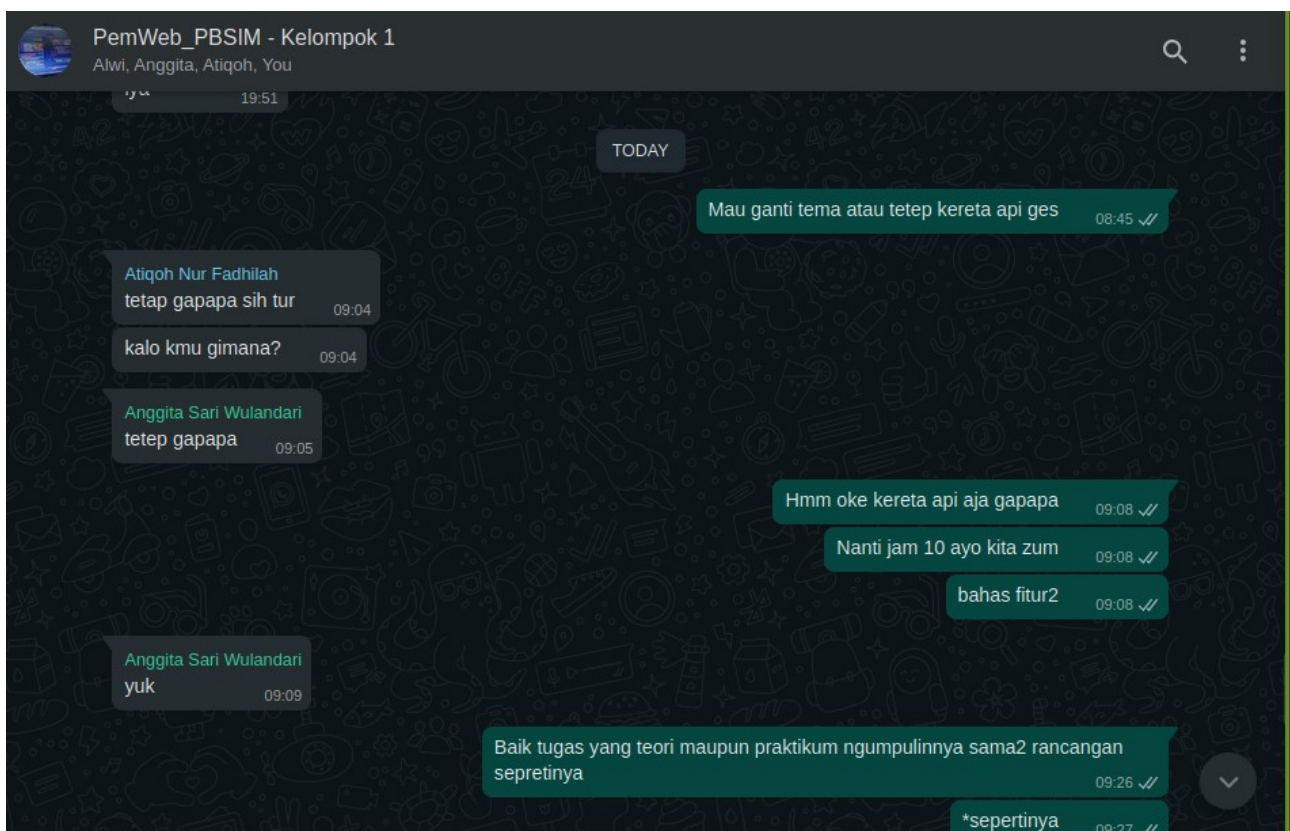 PemWeb_PBSIM - Kelompok 1
Alwi, Anggita, Atiqoh, You
iya
19:51
TODAY
Mau ganti tema atau tetep kereta api ges
08:45
Atiqoh Nur Fadhilah
tetap gapapa sih tur
09:04
kalo kmu gimana?
09:04
Anggita Sari Wulandari
tetep gapapa
09:05
Hmm oke kereta api aja gapapa
09:08
Nanti jam 10 ayo kita zum
09:08
bahas fitur2
09:08
Anggita Sari Wulandari
yuk
09:09
Baik tugas yang teori maupun praktikum ngumpulinnya sama2 rancangan
sepretinya
09:26
*sepertinya
09:27